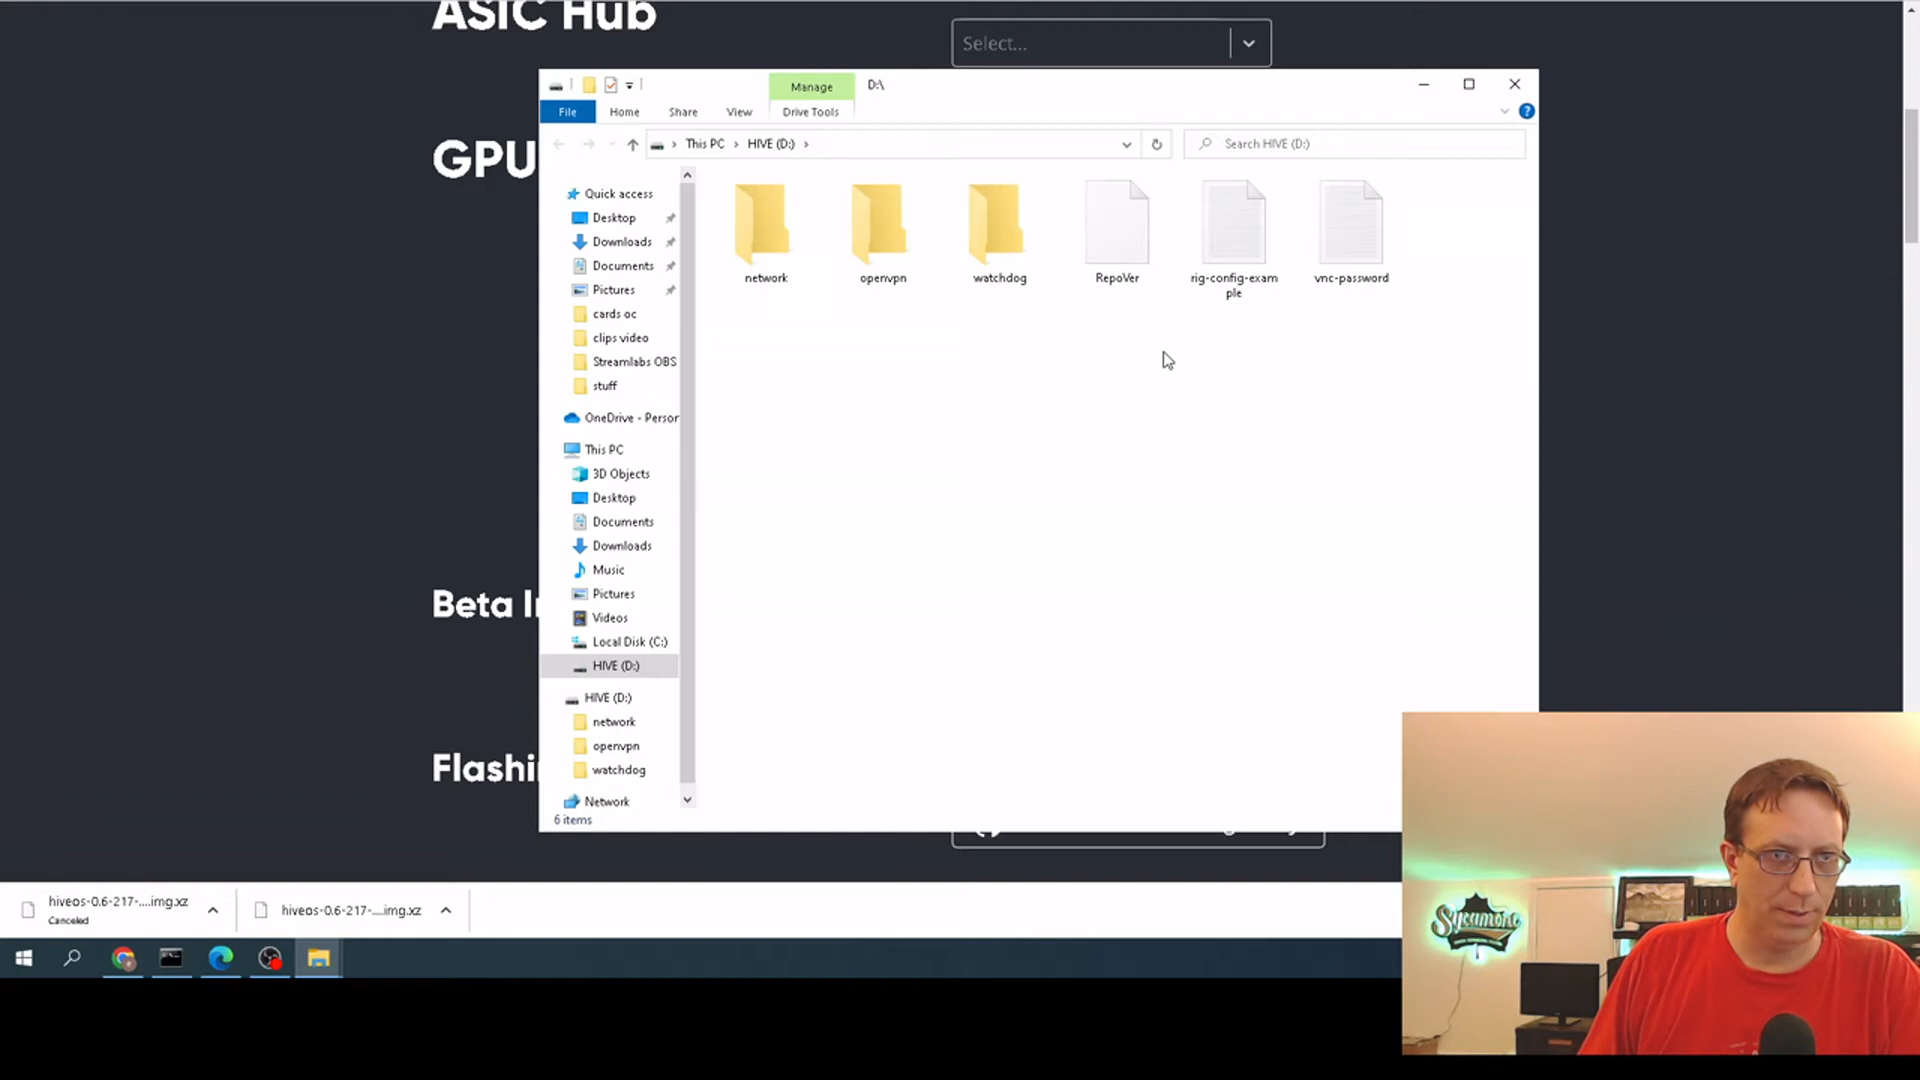 ASIC Hub
Select...
GPU
Beta
Flashi
Manage
D:\
File
Home
Share
View
Drive Tools
This PC
HIVE (D:)
Search HIVE (D:)
Quick access
Desktop
Downloads
Documents
Pictures
cards oc
clips video
Streamlabs OBS
stuff
OneDrive - Person
This PC
3D Objects
Desktop
Documents
Downloads
Music
Pictures
Videos
Local Disk (C:)
HIVE (D:)
HIVE (D:)
network
openvpn
watchdog
Network
6 items
network
openvpn
watchdog
RepoVer
rig-config-exam
ple
vnc-password
hiveos-0.6-217-....img.xz
Canceled
hiveos-0.6-217-....img.xz
Sycamore